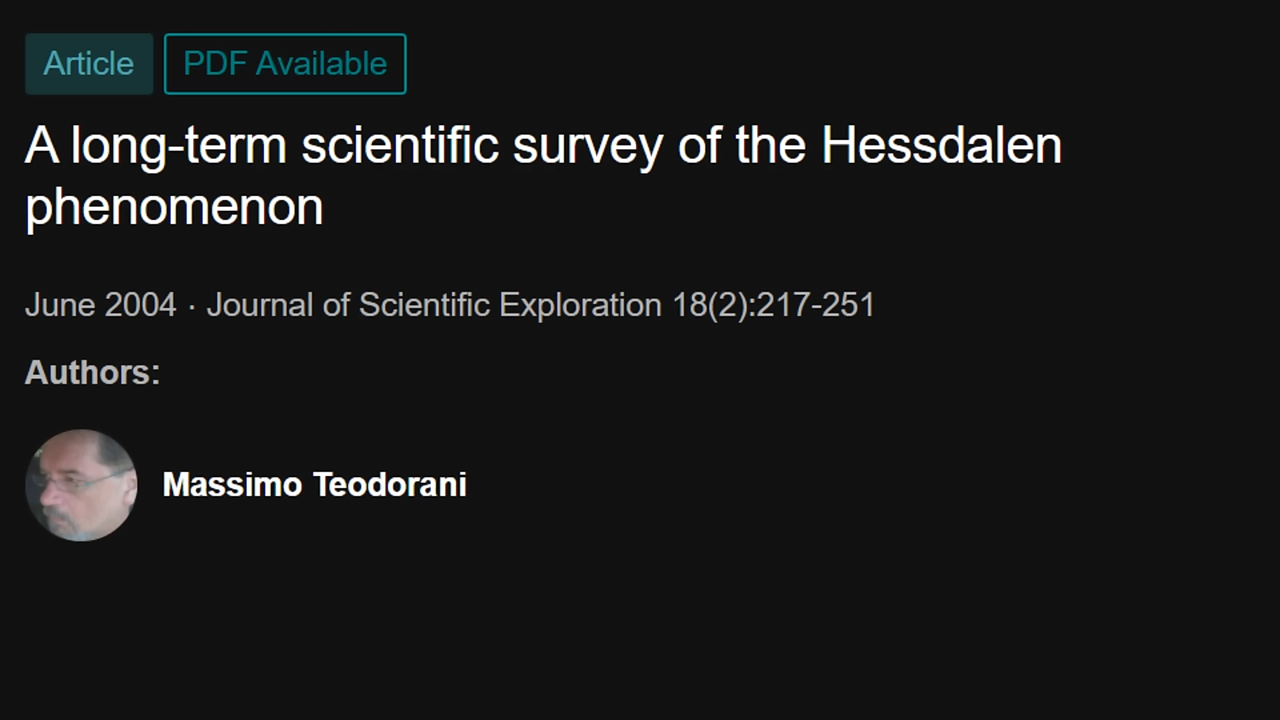 Article PDF Available
A long-term scientific survey of the Hessdalen
phenomenon
June 2004 · Journal of Scientific Exploration 18(2):217-251
Authors:
Massimo Teodorani